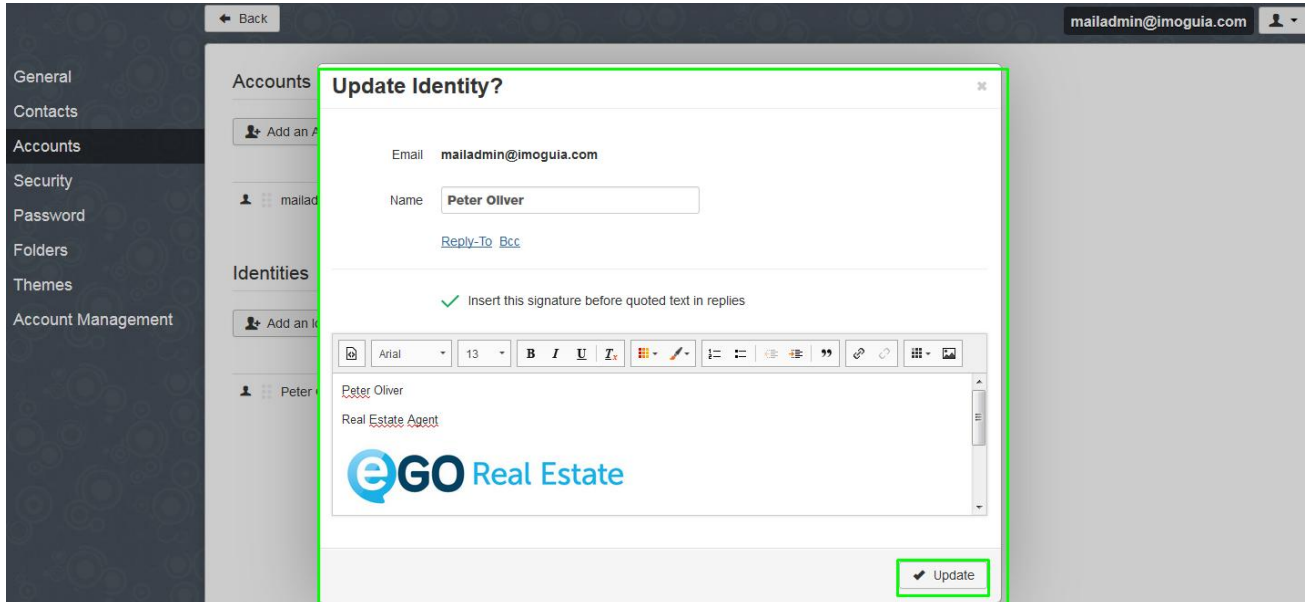 Back
mailadmin@imoguia.com
General
Contacts
Accounts
Security
Password
Folders
Themes
Account Management
Accounts
Add an A
mailad
Identities
Add an I
Peter
Update Identity?
Email mailadmin@imoguia.com
Name Peter Oliver
Reply-To Bcc
Insert this signature before quoted text in replies
Arial 13 B I U Tx
Peter Oliver
Real Estate Agent
eGO Real Estate
Update